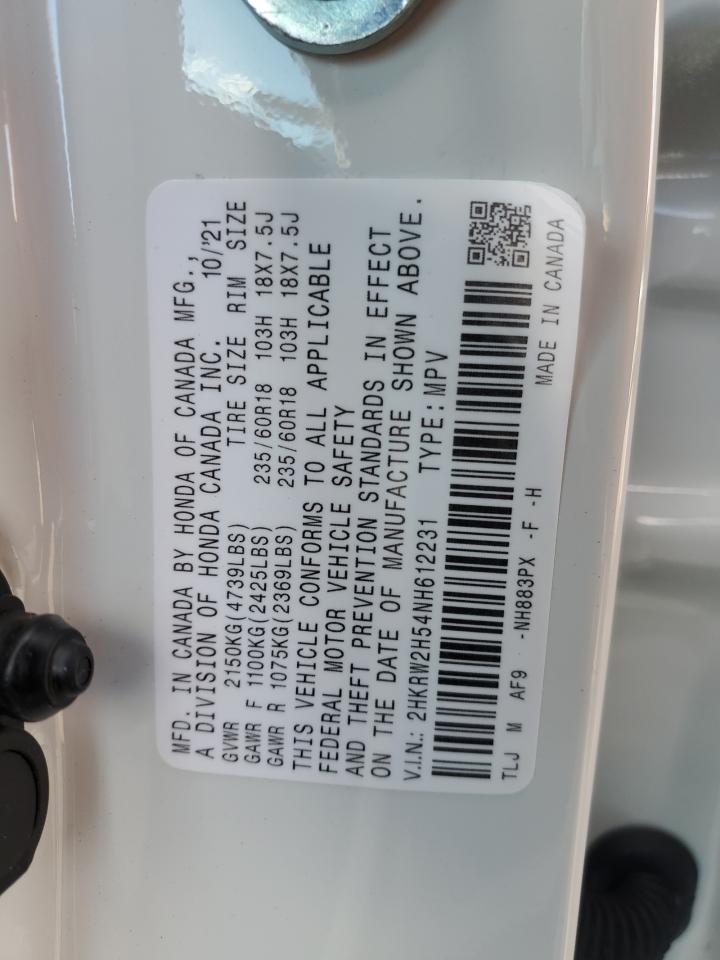 MFD. IN CANADA BY HONDA OF CANADA MFG.,
A DIVISION OF HONDA CANADA INC. 10/'21
GVWR 2150KG(4739LBS) TIRE SIZE RIM SIZE
GAWR F 1100KG(2425LBS) 235/60R18 103H 18X7.5J
GAWR R 1075KG(2369LBS) 235/60R18 103H 18X7.5J
THIS VEHICLE CONFORMS TO ALL APPLICABLE
FEDERAL MOTOR VEHICLE SAFETY
AND THEFT PREVENTION STANDARDS IN EFFECT
ON THE DATE OF MANUFACTURE SHOWN ABOVE.
V.I.N.: 2HKRW2H54NH612231 TYPE: MPV
TLJ M AF9 -NH883PX -F -H MADE IN CANADA